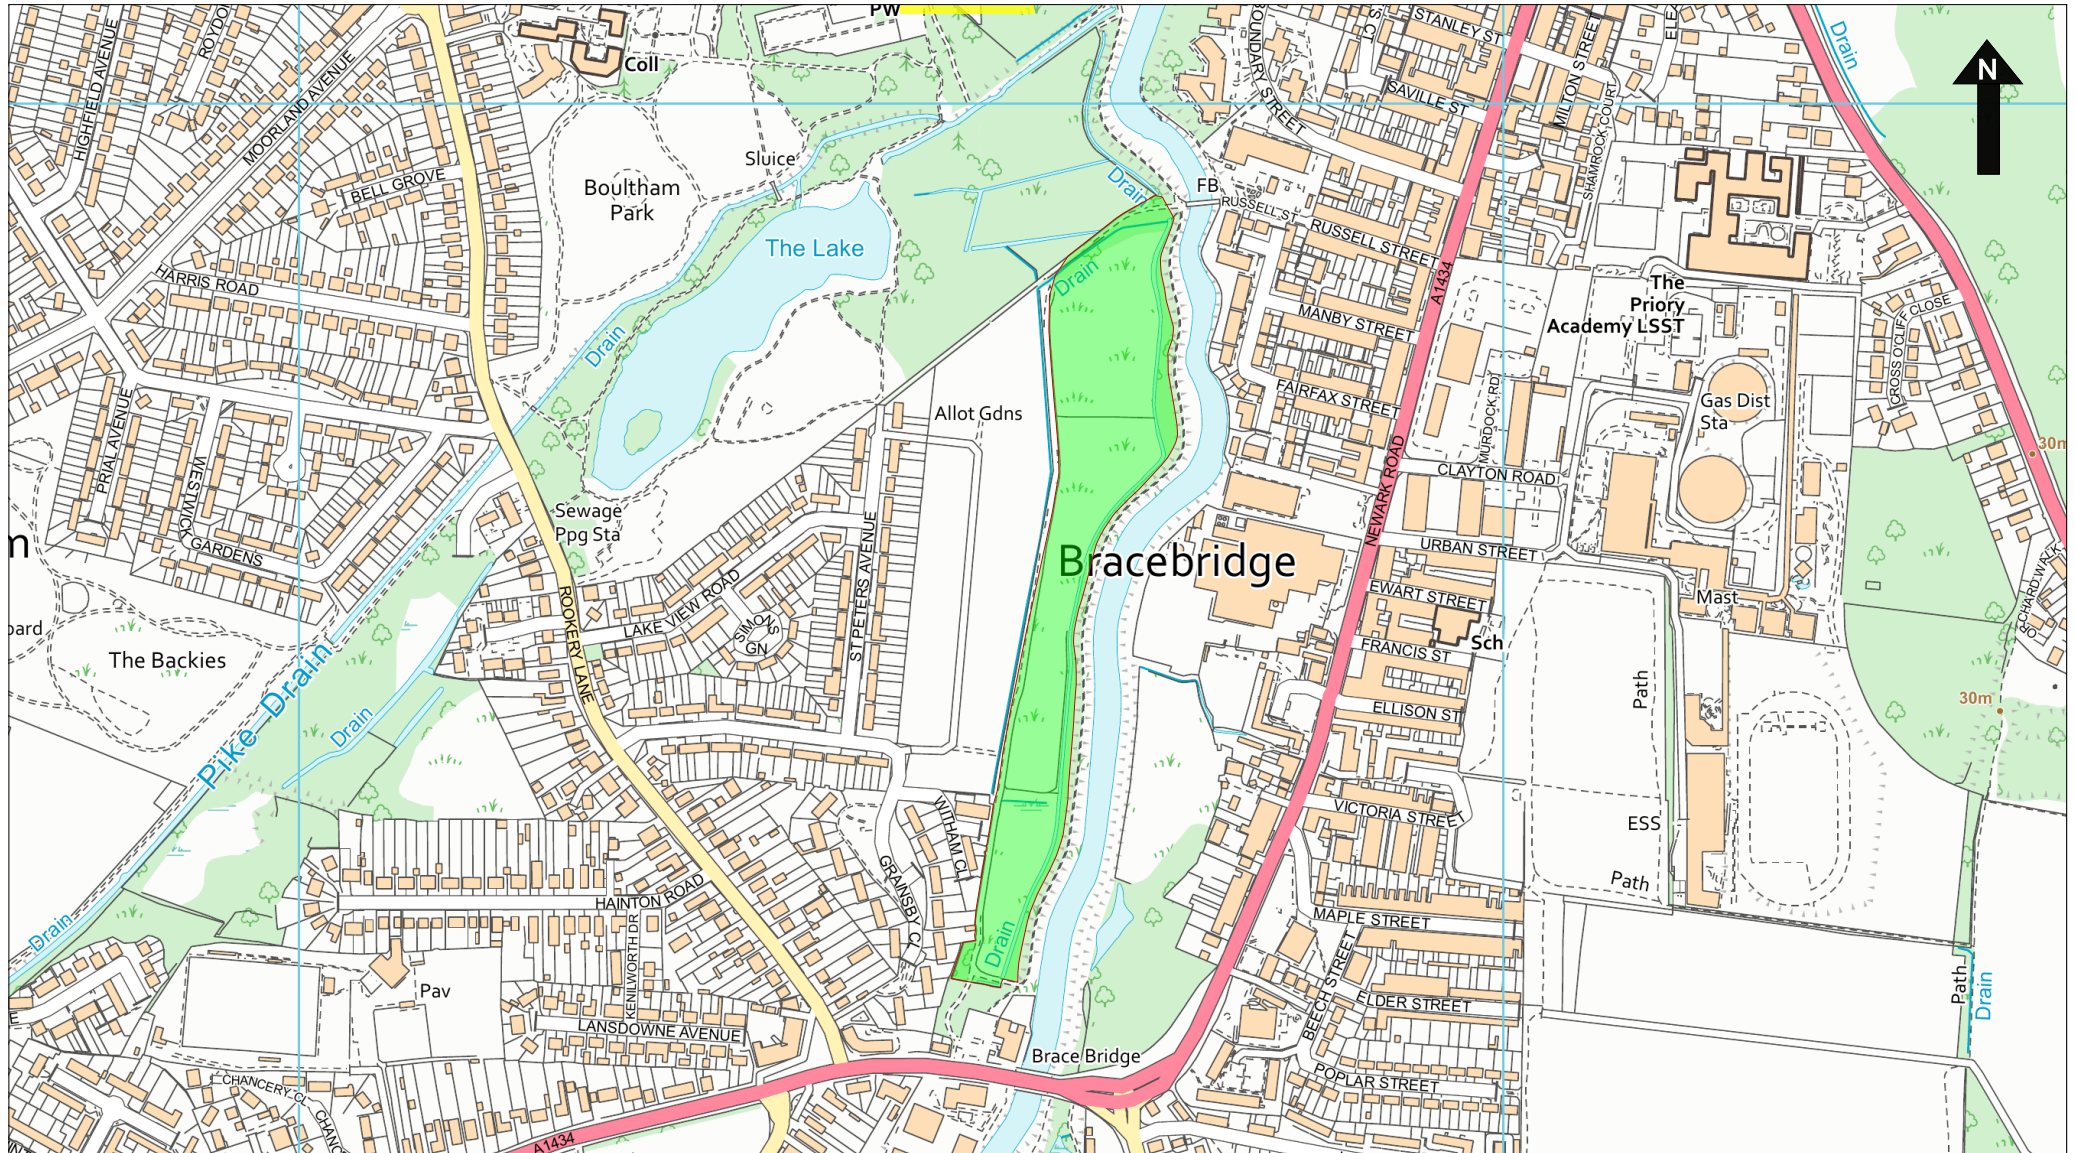 PW
Coll
HIGHFIELD AVENUE
MOORLAND AVENUE
BELL GROVE
HARRIS ROAD
PRIAL AVENUE
WESTWICK
GARDENS
Boultham
Park
Sluice
The Lake
Drain
Drain
Drain
FB
BOUNDARY STREET
STANLEY ST
SAVILLE ST
MILTON STREET
SHAMROCK COURT
Drain
N
RUSSELL ST
RUSSELL STREET
A1434
MANBY STREET
FAIRFAX STREET
NEWARK ROAD
The
Priory
Academy LSST
CROSS O'CLIFF CLOSE
MURDOCK RD
Gas Dist
Sta
30m
CLAYTON ROAD
URBAN STREET
EWART STREET
FRANCIS ST
Sch
Mast
ELLISON ST
ORCHARD WALK
30m
Path
Allot Gdns
Sewage
Ppg Sta
ST PETERS AVENUE
LAKE VIEW ROAD
SIMONS
GN
ROOKERY LANE
Bracebridge
The Backies
Pike Drain
Drain
Drain
HAINTON ROAD
KENILWORTH DR
GRAINSBY CL
WITHAM CL
Drain
VICTORIA STREET
ESS
Path
MAPLE STREET
BEECH STREET
ELDER STREET
POPLAR STREET
Path
Drain
Pav
LANSDOWNE AVENUE
CHANCERY CL
Brace Bridge
A1434